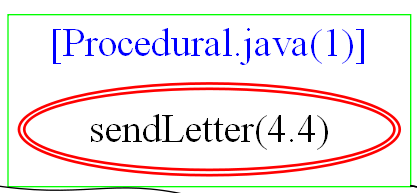 [Procedural.java(1)]
sendLetter(4.4)